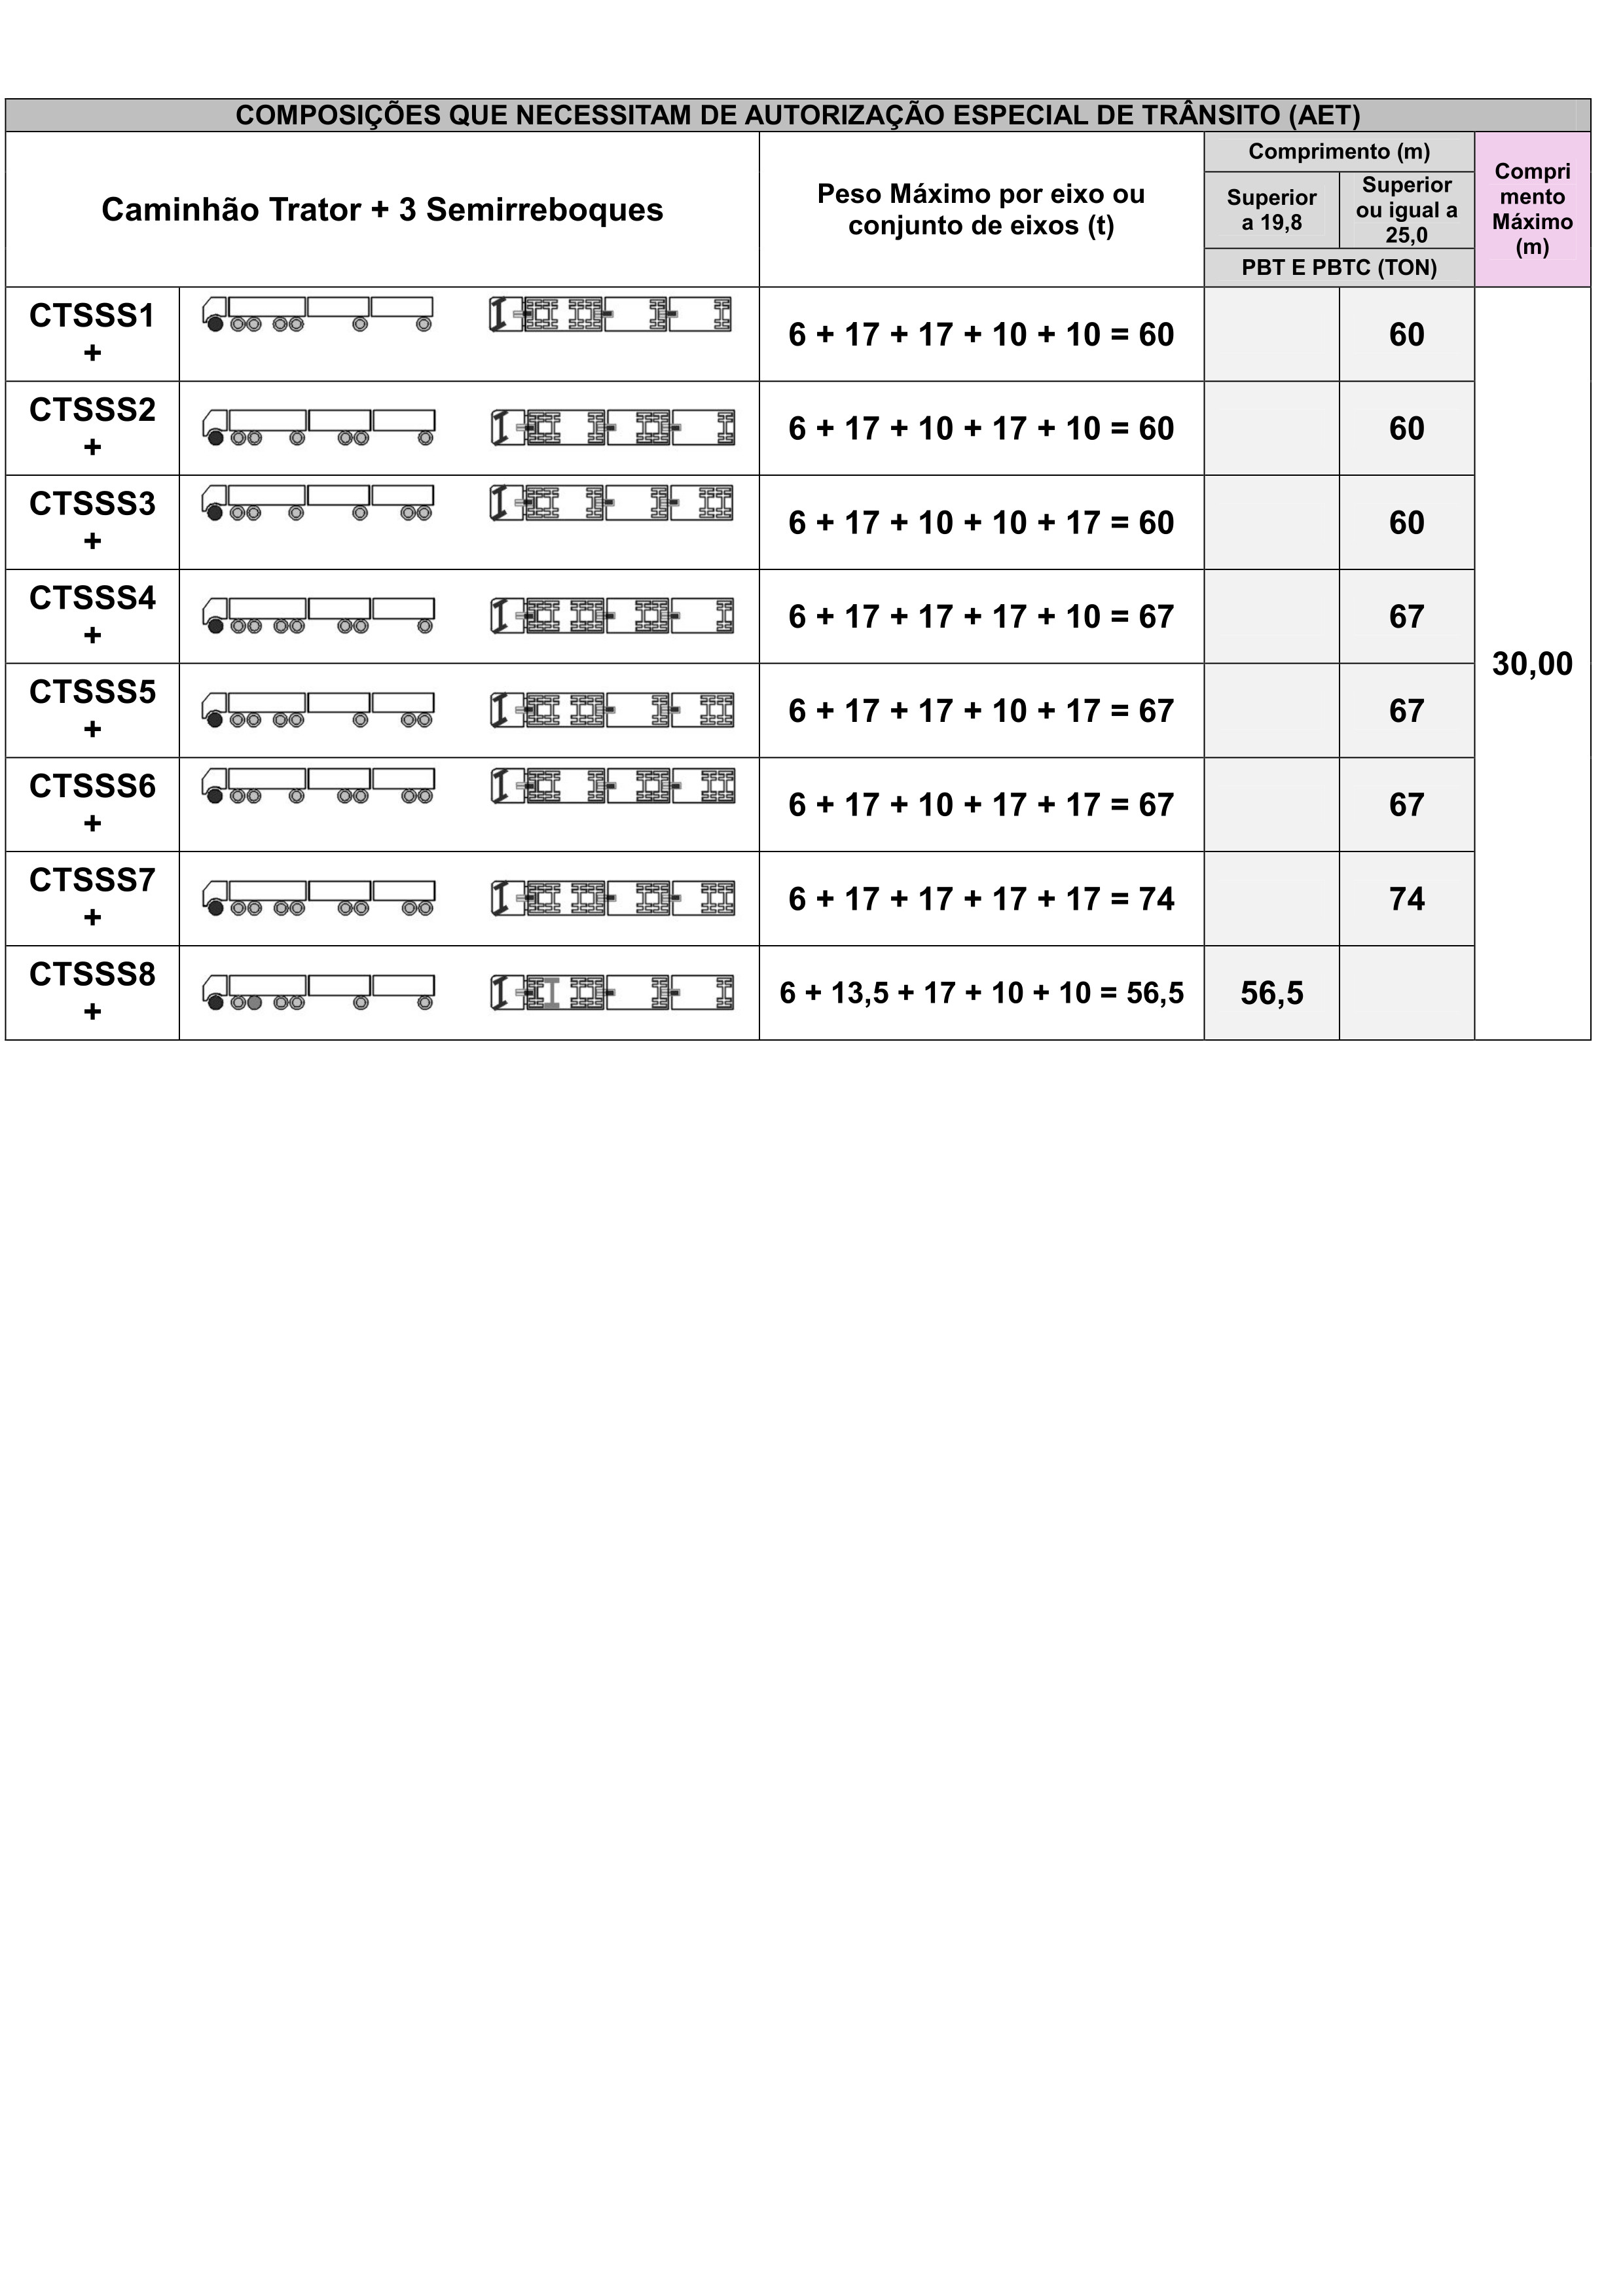 COMPOSIÇÕES QUE NECESSITAM DE AUTORIZAÇÃO ESPECIAL DE TRÂNSITO (AET)
Caminhão Trator + 3 Semirreboques
Peso Máximo por eixo ou
conjunto de eixos (t)
Comprimento (m)
Superior
a 19,8
Superior
ou igual a
25,0
PBT E PBTC (TON)
Compri
mento
Máximo
(m)
CTSSS1
+
6 + 17 + 17 + 10 + 10 = 60
60
CTSSS2
+
6 + 17 + 10 + 17 + 10 = 60
60
CTSSS3
+
6 + 17 + 10 + 10 + 17 = 60
60
CTSSS4
+
6 + 17 + 17 + 17 + 10 = 67
67
CTSSS5
+
6 + 17 + 17 + 10 + 17 = 67
67
CTSSS6
+
6 + 17 + 10 + 17 + 17 = 67
67
CTSSS7
+
6 + 17 + 17 + 17 + 17 = 74
74
CTSSS8
+
6 + 13,5 + 17 + 10 + 10 = 56,5
56,5
30,00